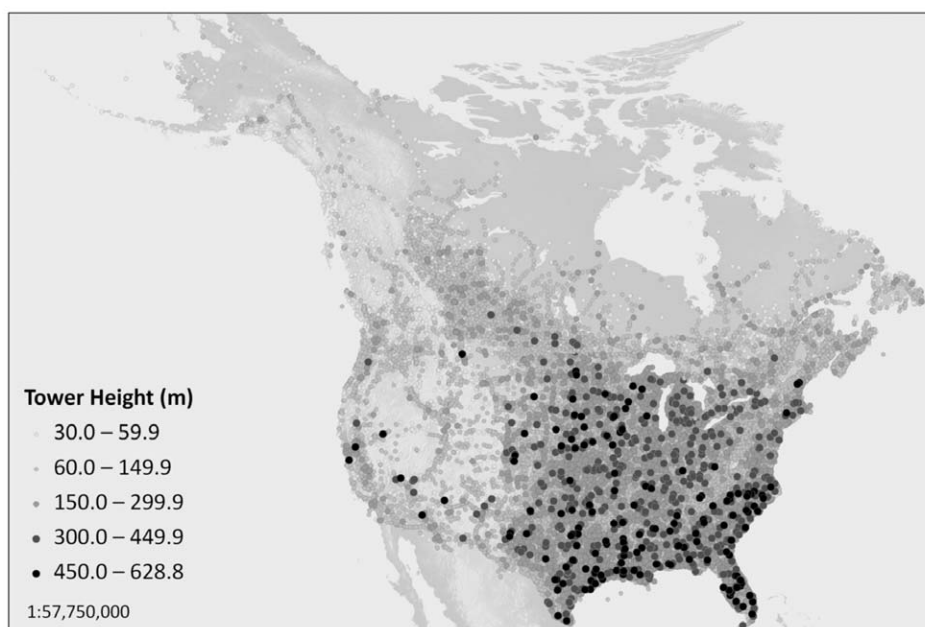 Tower Height (m)
30.0 – 59.9
60.0 – 149.9
150.0 – 299.9
300.0 – 449.9
450.0 – 628.8
1:57,750,000